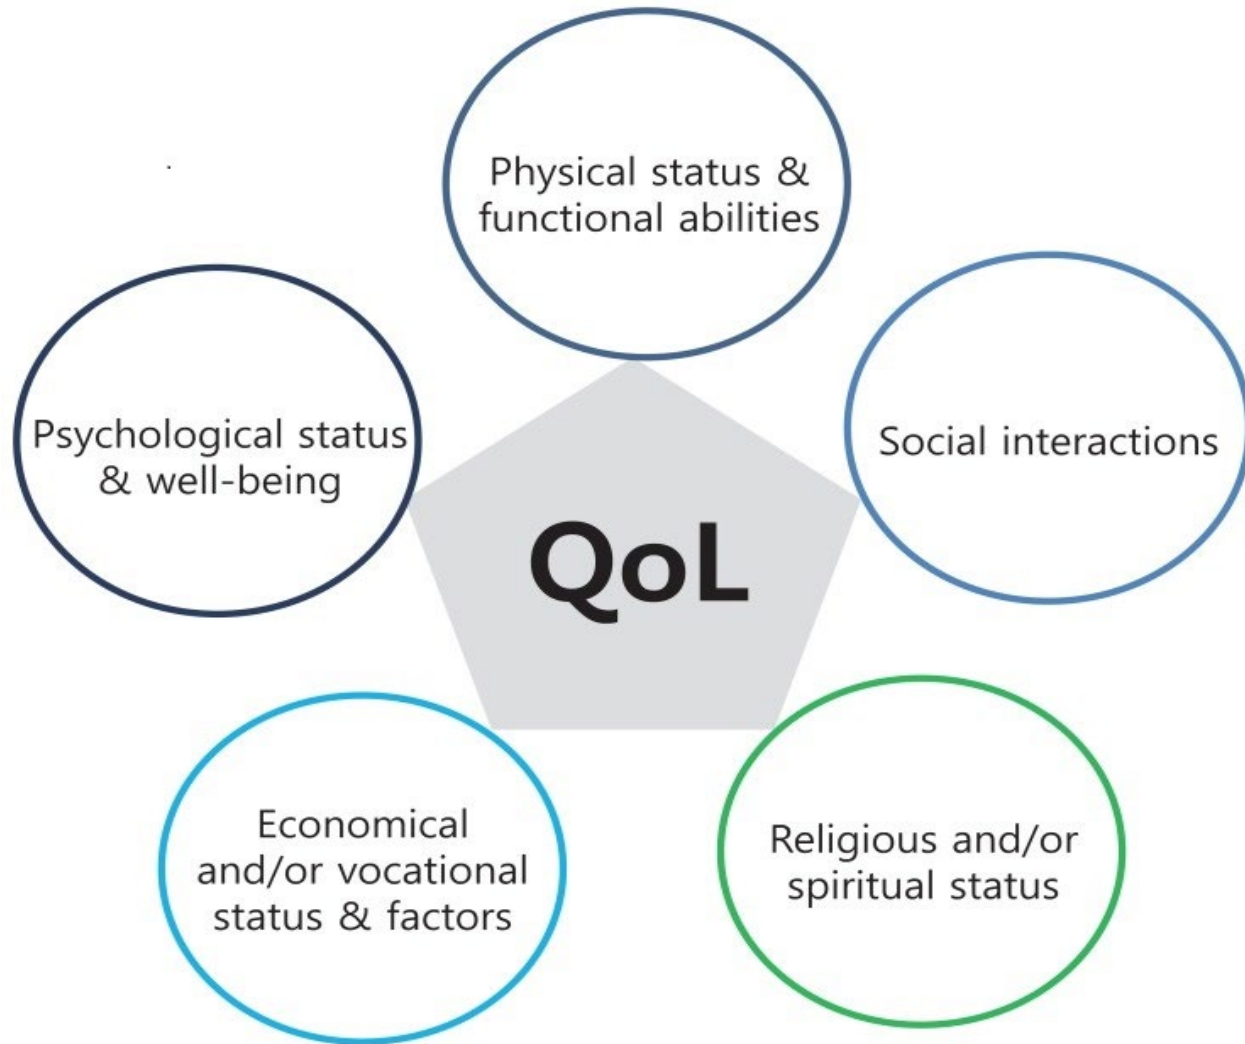 Physical status &
functional abilities
Psychological status
& well-being
Social interactions
QoL
Economical
and/or vocational
status & factors
Religious and/or
spiritual status